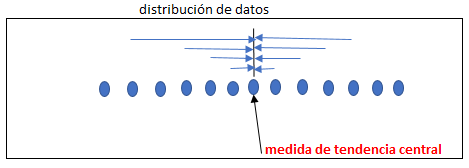 distribución de datos
medida de tendencia central